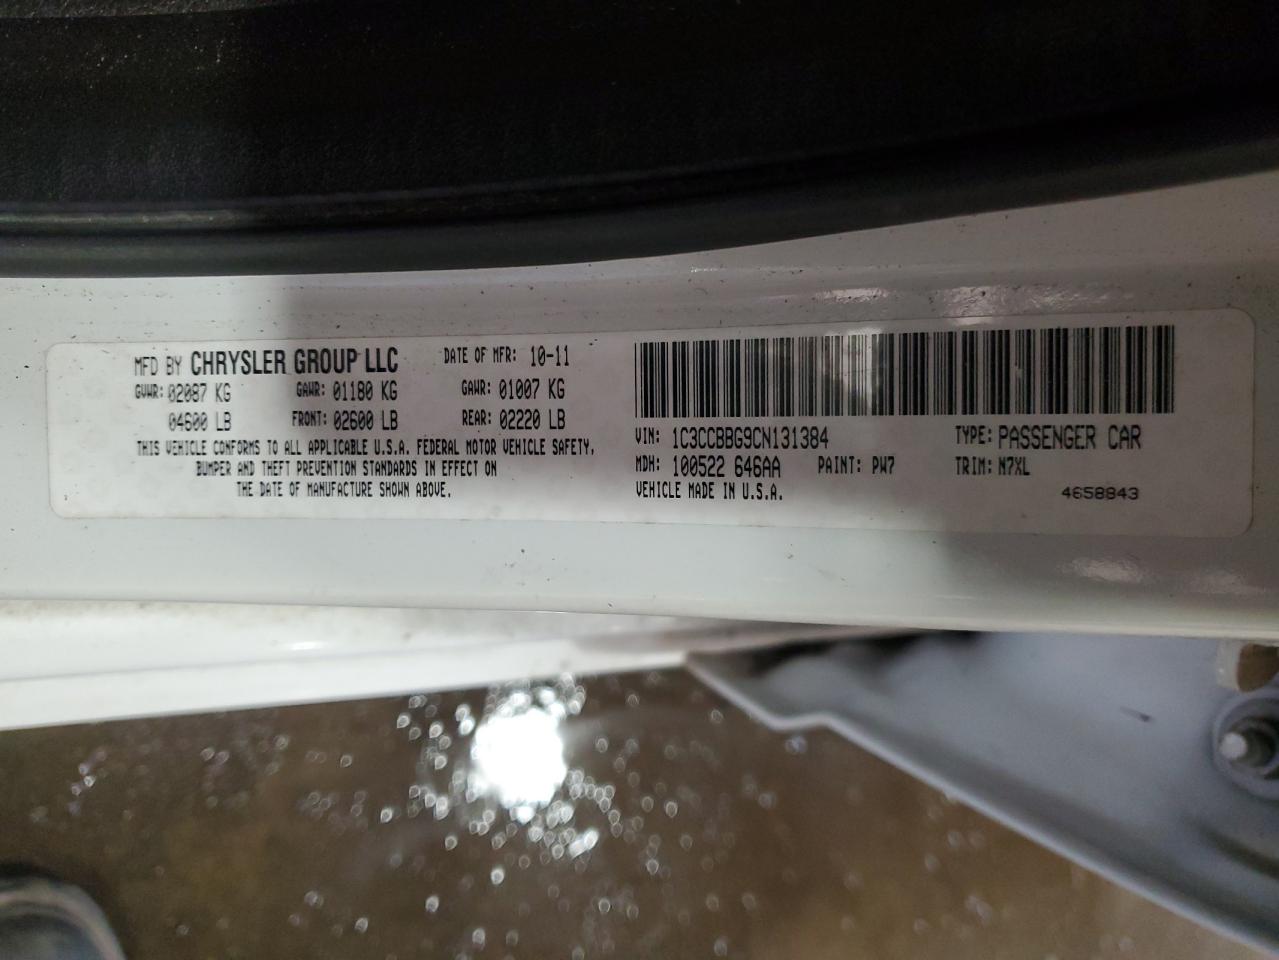 MFD BY CHRYSLER GROUP LLC DATE OF MFR: 10-11
GVWR: 02087 KG GAWR: 01180 KG GAWR: 01007 KG
04600 LB FRONT: 02600 LB REAR: 02220 LB
THIS VEHICLE CONFORMS TO ALL APPLICABLE U.S.A. FEDERAL MOTOR VEHICLE SAFETY,
BUMPER AND THEFT PREVENTION STANDARDS IN EFFECT ON
THE DATE OF MANUFACTURE SHOWN ABOVE.
VIN: 1C3CCBBG9CN131384 TYPE: PASSENGER CAR
MDH: 100522 646AA PAINT: PW7 TRIM: N7XL
VEHICLE MADE IN U.S.A. 4658843